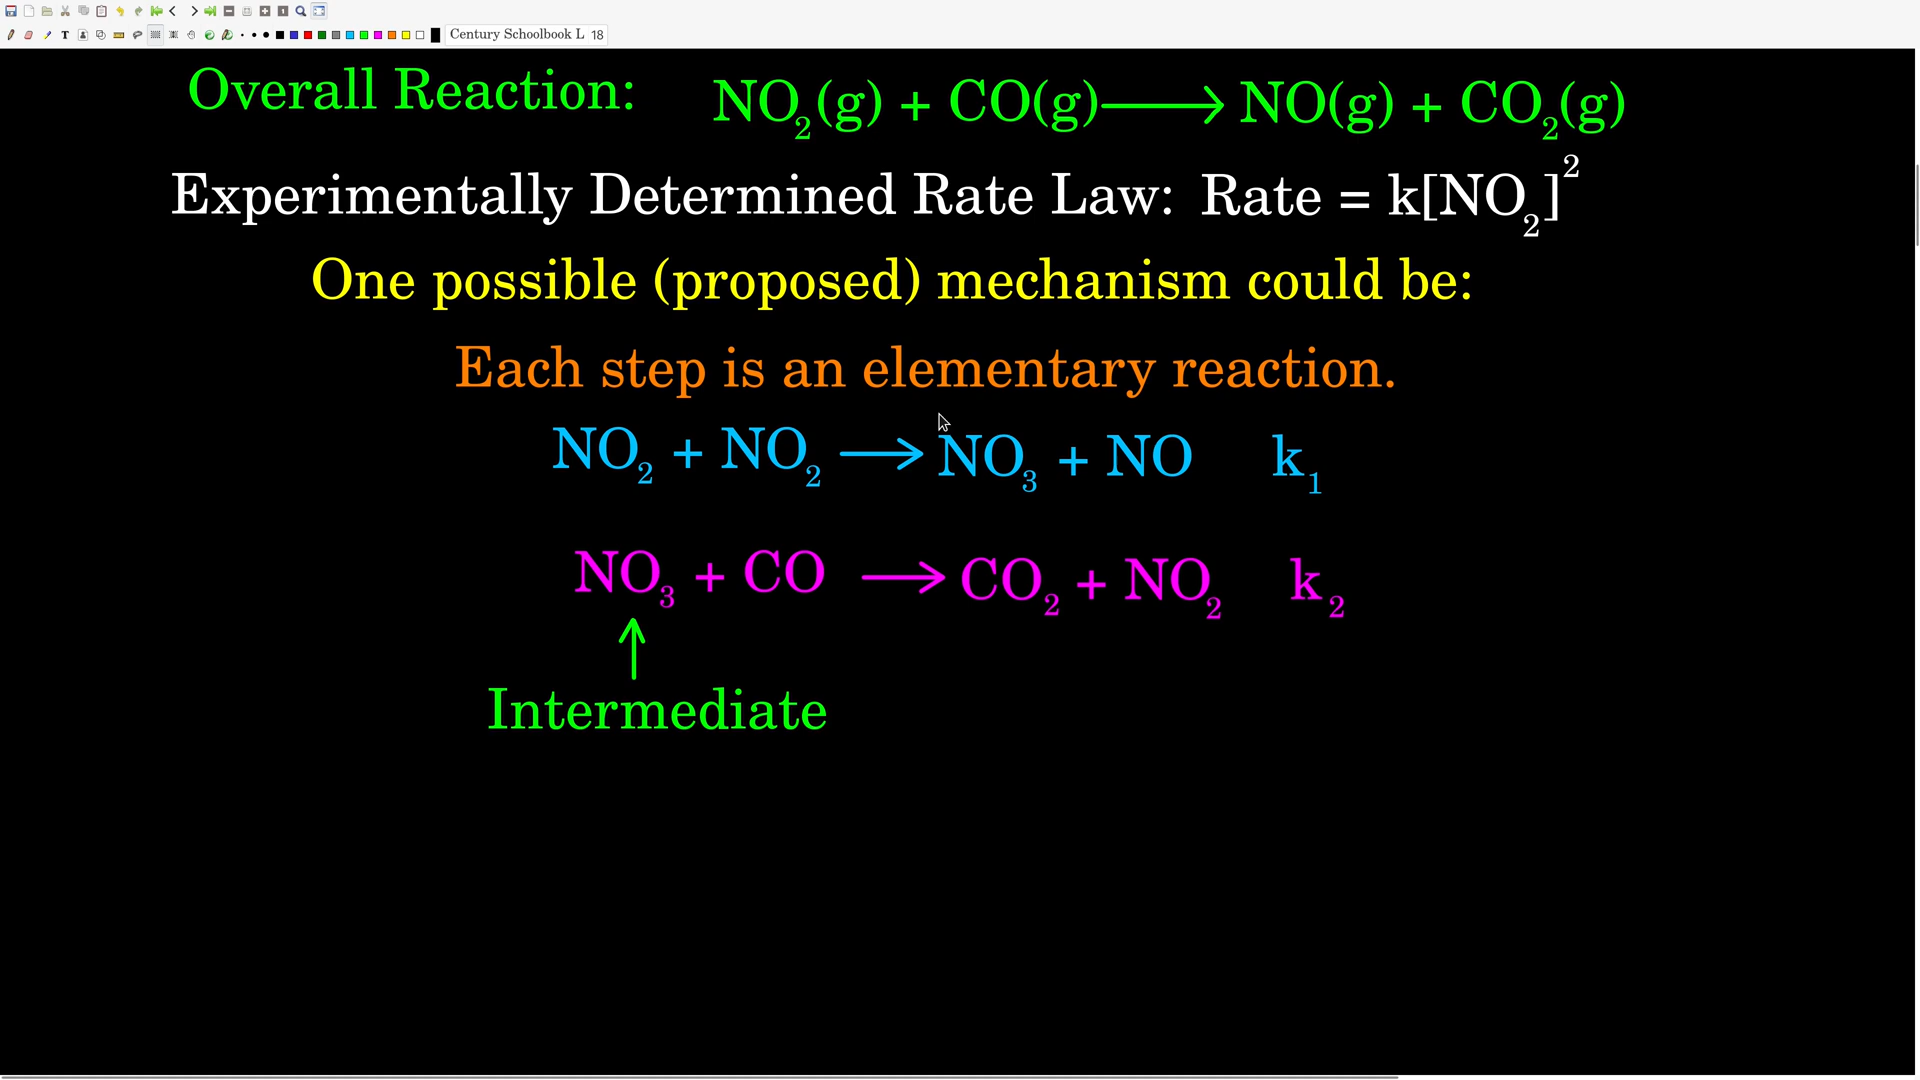 Century Schoolbook L 18
Overall Reaction: NO₂(g) + CO(g) ⟶ NO(g) + CO₂(g)
Experimentally Determined Rate Law: Rate = k[NO₂]²
One possible (proposed) mechanism could be:
Each step is an elementary reaction.
NO₂ + NO₂ ⟶ NO₃ + NO k₁
NO₃ + CO ⟶ CO₂ + NO₂ k₂
Intermediate